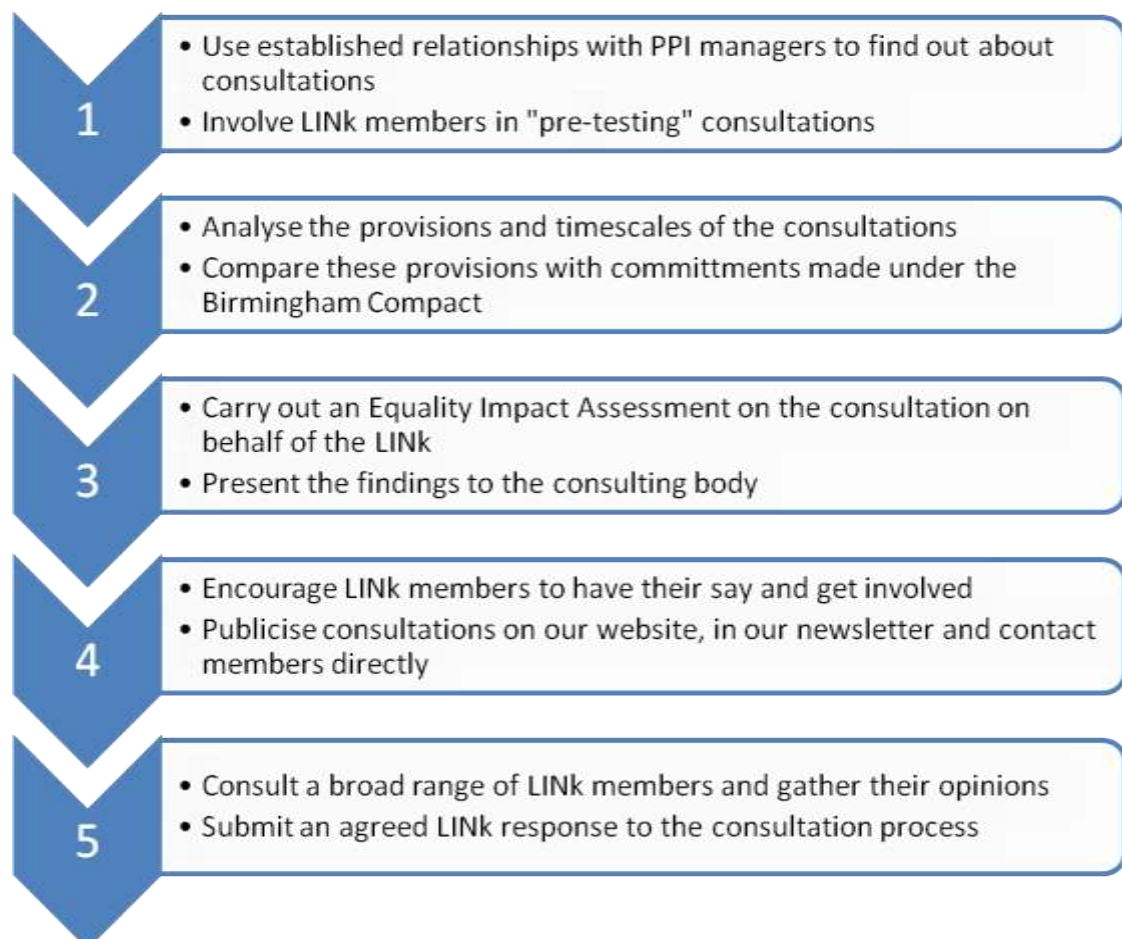 1
• Use established relationships with PPI managers to find out about
consultations
• Involve LINk members in "pre-testing" consultations
2
• Analyse the provisions and timescales of the consultations
• Compare these provisions with committments made under the
Birmingham Compact
3
• Carry out an Equality Impact Assessment on the consultation on
behalf of the LINk
• Present the findings to the consulting body
4
• Encourage LINk members to have their say and get involved
• Publicise consultations on our website, in our newsletter and contact
members directly
5
• Consult a broad range of LINk members and gather their opinions
• Submit an agreed LINk response to the consultation process